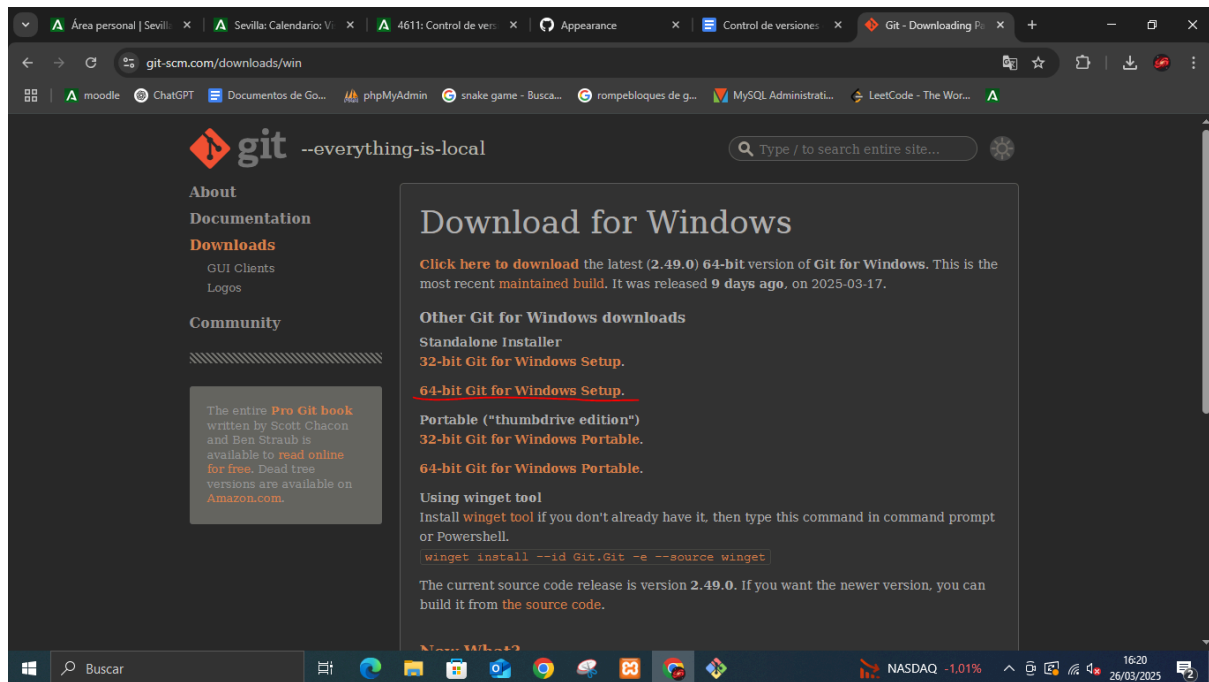 Área personal | Sevilla
Sevilla: Calendario: Vi
4611: Control de vers
Appearance
Control de versiones
Git - Downloading Pa
git-scm.com/downloads/win
moodle
ChatGPT
Documentos de Go...
phpMyAdmin
snake game - Busca...
rompebloques de g...
MySQL Administrati...
LeetCode - The Wor...
git --everything-is-local
Type / to search entire site...
About
Documentation
Downloads
GUI Clients
Logos
Community
The entire Pro Git book
written by Scott Chacon
and Ben Straub is
available to read online
for free. Dead tree
versions are available on
Amazon.com.
Download for Windows
Click here to download the latest (2.49.0) 64-bit version of Git for Windows. This is the
most recent maintained build. It was released 9 days ago, on 2025-03-17.
Other Git for Windows downloads
Standalone Installer
32-bit Git for Windows Setup.
64-bit Git for Windows Setup.
Portable ("thumbdrive edition")
32-bit Git for Windows Portable.
64-bit Git for Windows Portable.
Using winget tool
Install winget tool if you don't already have it, then type this command in command prompt
or Powershell.
winget install --id Git.Git -e --source winget
The current source code release is version 2.49.0. If you want the newer version, you can
build it from the source code.
Now What?
Buscar
NASDAQ -1,01%
16:20
26/03/2025
2